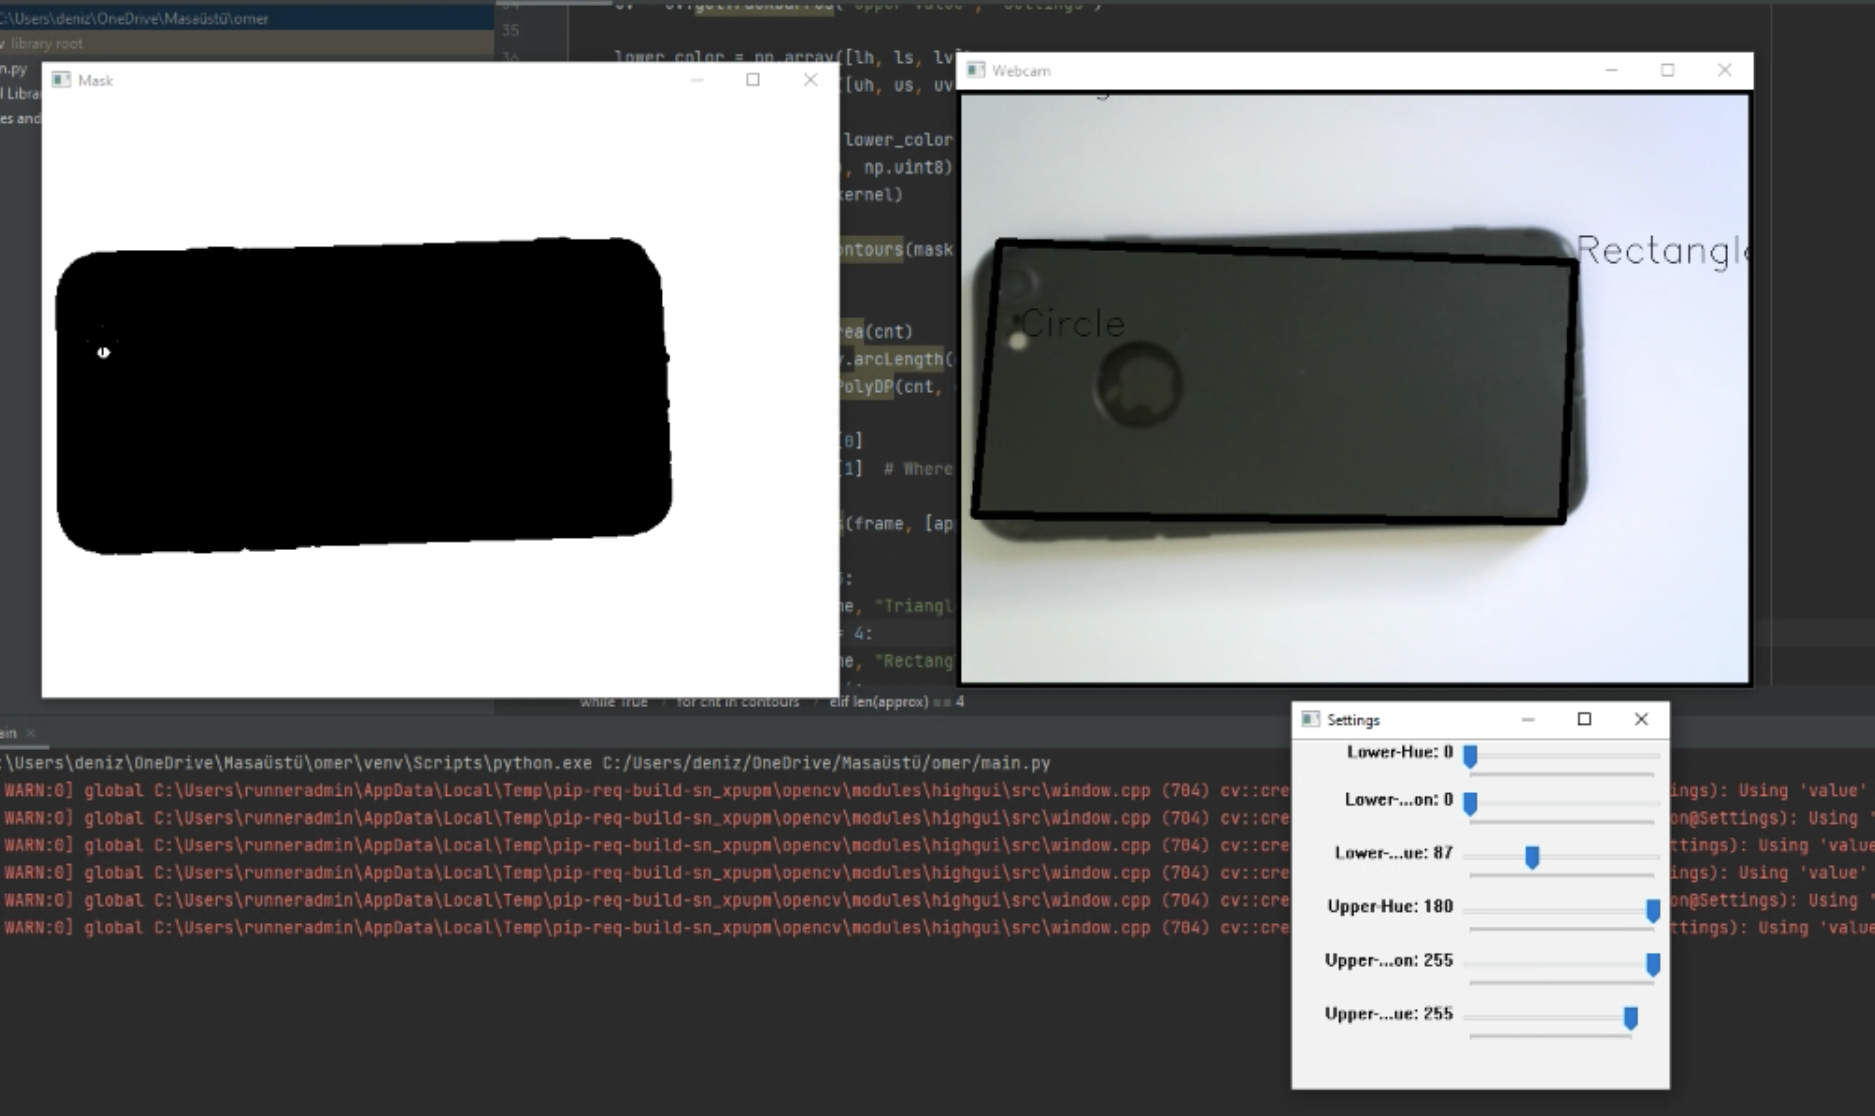 C:\Users\deniz\OneDrive\Masaüstü\omer
library root
35
36
lower_color = np.array([lh, ls, lv
([uh, us, uv
lower_color
, np.uint8)
kernel)
ontours(mask
rea(cnt)
.arcLength(
PolyDP(cnt,
[0]
[1] # Where
(frame, [ap
"Triangl
4:
"Rectang
Mask
Webcam
Rectangle
Circle
while True
for cnt in contours
elif len(approx) == 4
ain
:\Users\deniz\OneDrive\Masaüstü\omer\venv\Scripts\python.exe C:/Users/deniz/OneDrive/Masaüstü/omer/main.py
WARN:0] global C:\Users\runneradmin\AppData\Local\Temp\pip-req-build-sn_xpupm\opencv\modules\highgui\src\window.cpp (704) cv::cre ings): Using 'value'
WARN:0] global C:\Users\runneradmin\AppData\Local\Temp\pip-req-build-sn_xpupm\opencv\modules\highgui\src\window.cpp (704) cv::cre on@Settings): Using '
WARN:0] global C:\Users\runneradmin\AppData\Local\Temp\pip-req-build-sn_xpupm\opencv\modules\highgui\src\window.cpp (704) cv::cre ttings): Using 'value
WARN:0] global C:\Users\runneradmin\AppData\Local\Temp\pip-req-build-sn_xpupm\opencv\modules\highgui\src\window.cpp (704) cv::cre ings): Using 'value'
WARN:0] global C:\Users\runneradmin\AppData\Local\Temp\pip-req-build-sn_xpupm\opencv\modules\highgui\src\window.cpp (704) cv::cre on@Settings): Using
WARN:0] global C:\Users\runneradmin\AppData\Local\Temp\pip-req-build-sn_xpupm\opencv\modules\highgui\src\window.cpp (704) cv::cre ttings): Using 'value
Settings
Lower-Hue: 0
Lower-...on: 0
Lower-...ue: 87
Upper-Hue: 180
Upper-...on: 255
Upper-...ue: 255